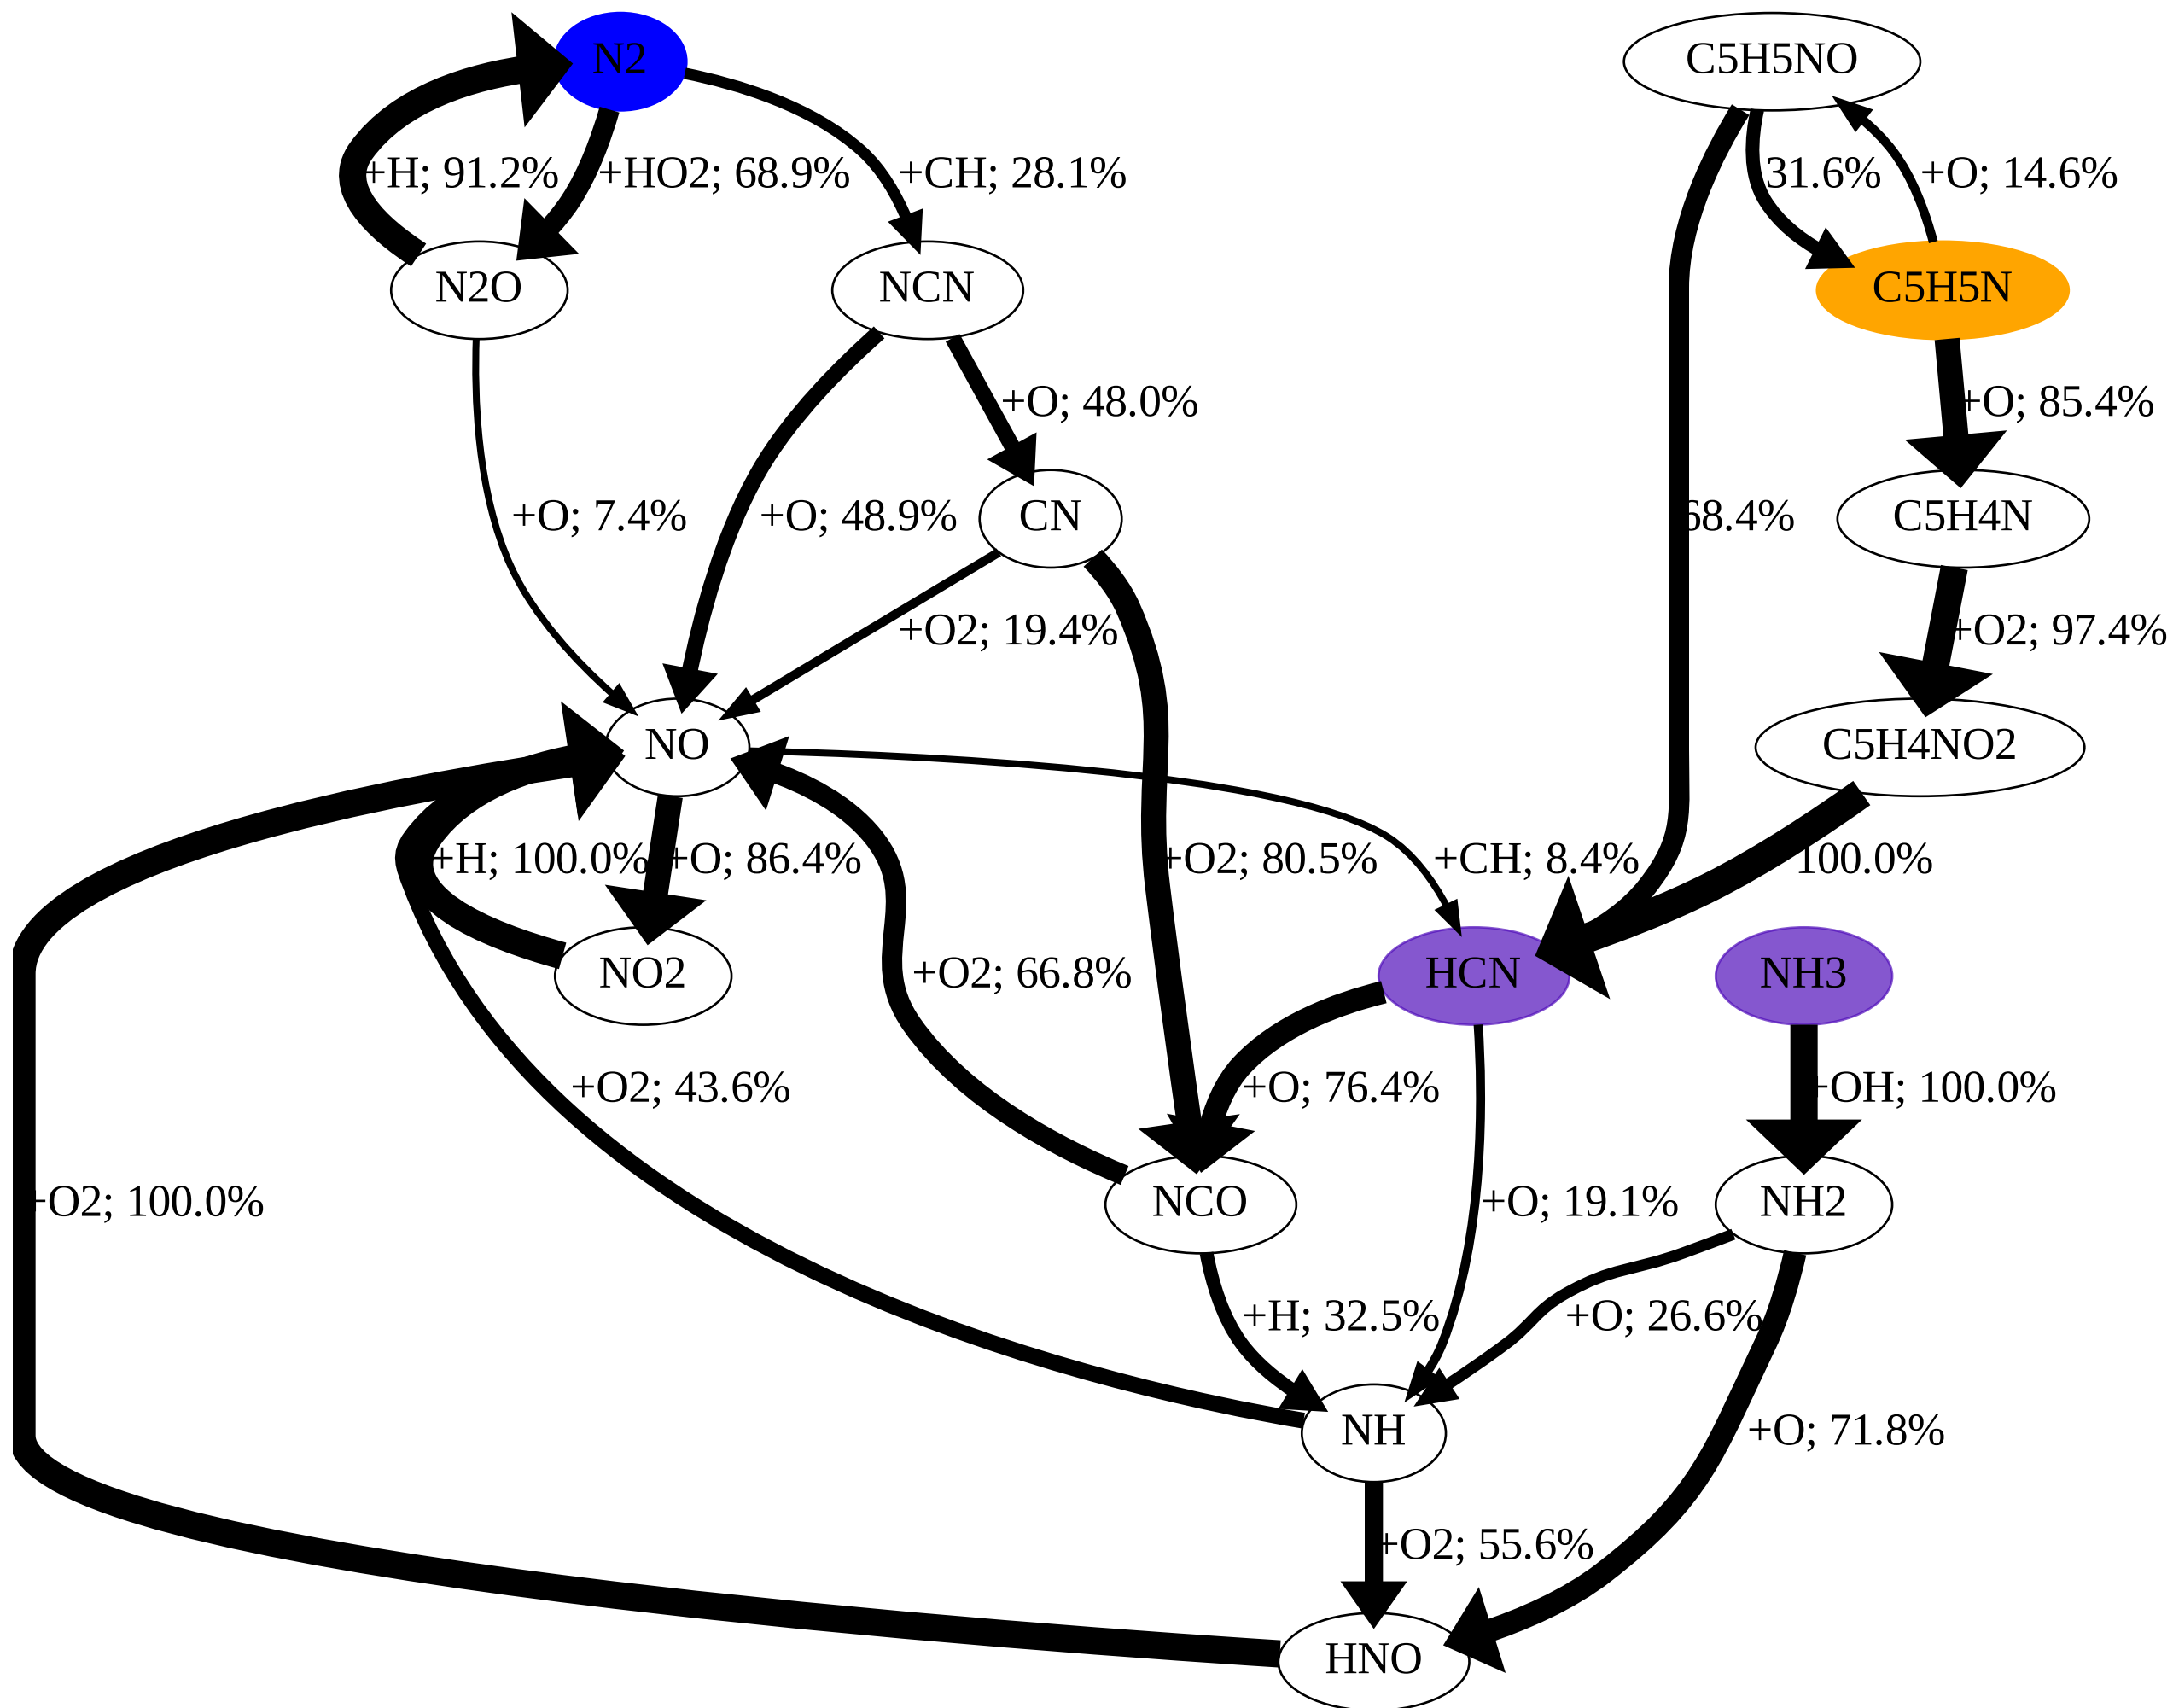 N2
C5H5NO
+H; 91.2%
+HO2; 68.9%
+CH; 28.1%
31.6%
+O; 14.6%
N2O
NCN
C5H5N
+O; 48.0%
+O; 85.4%
+O; 7.4%
+O; 48.9%
CN
68.4%
C5H4N
+O2; 19.4%
+O2; 97.4%
NO
C5H4NO2
+H; 100.0%
+O; 86.4%
+O2; 80.5%
+CH; 8.4%
100.0%
NO2
+O2; 66.8%
HCN
NH3
+O2; 43.6%
+O; 76.4%
+OH; 100.0%
+O2; 100.0%
NCO
+O; 19.1%
NH2
+H; 32.5%
+O; 26.6%
NH
+O; 71.8%
+O2; 55.6%
HNO